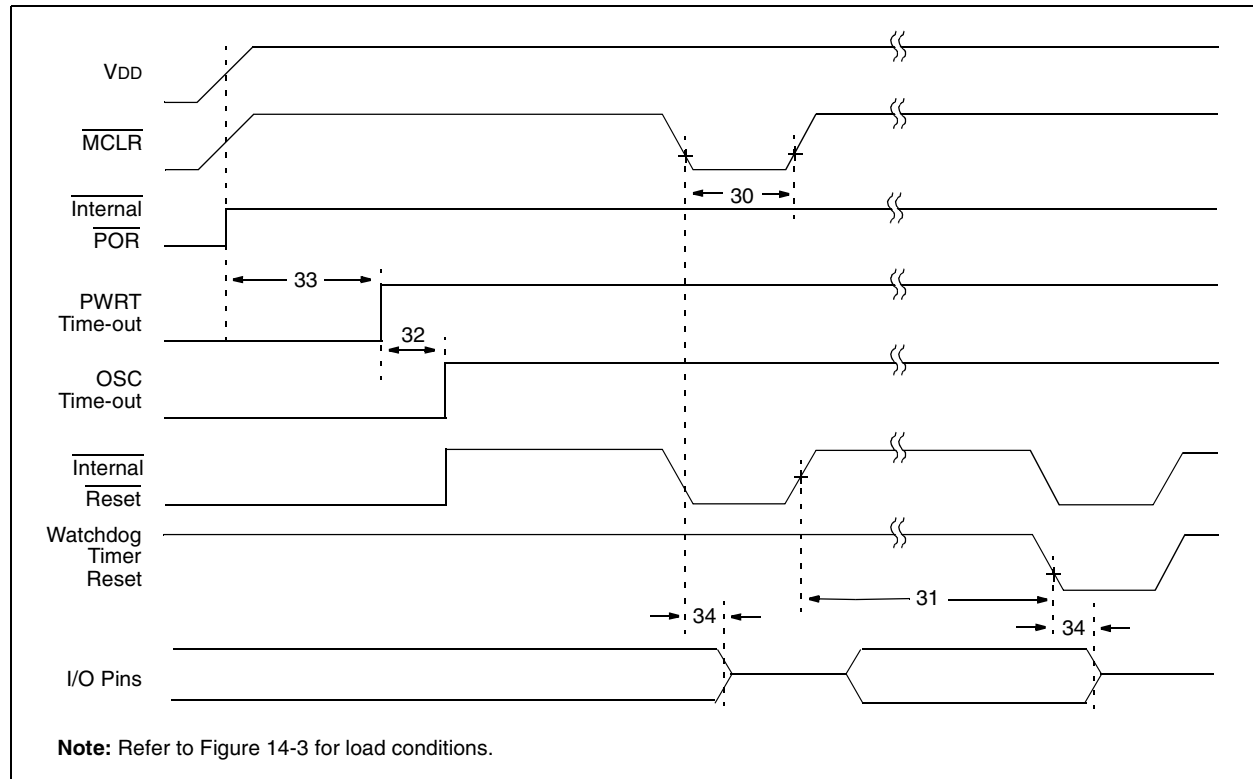 VDD
MCLR
30
Internal
POR
33
PWRT
Time-out
32
OSC
Time-out
Internal
Reset
Watchdog
Timer
Reset
31
34
34
I/O Pins
Note: Refer to Figure 14-3 for load conditions.